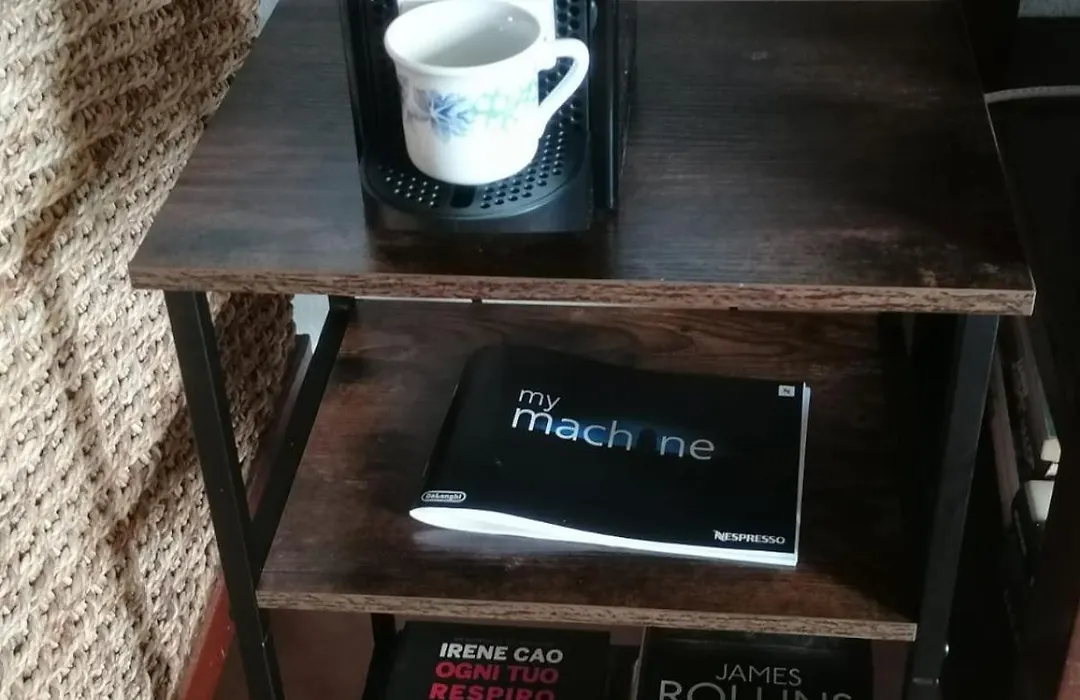 my
machine
DeLonghi
NESPRESSO
IRENE CAO
OGNI TUO
RESPIRO
JAMES
ROLLINS